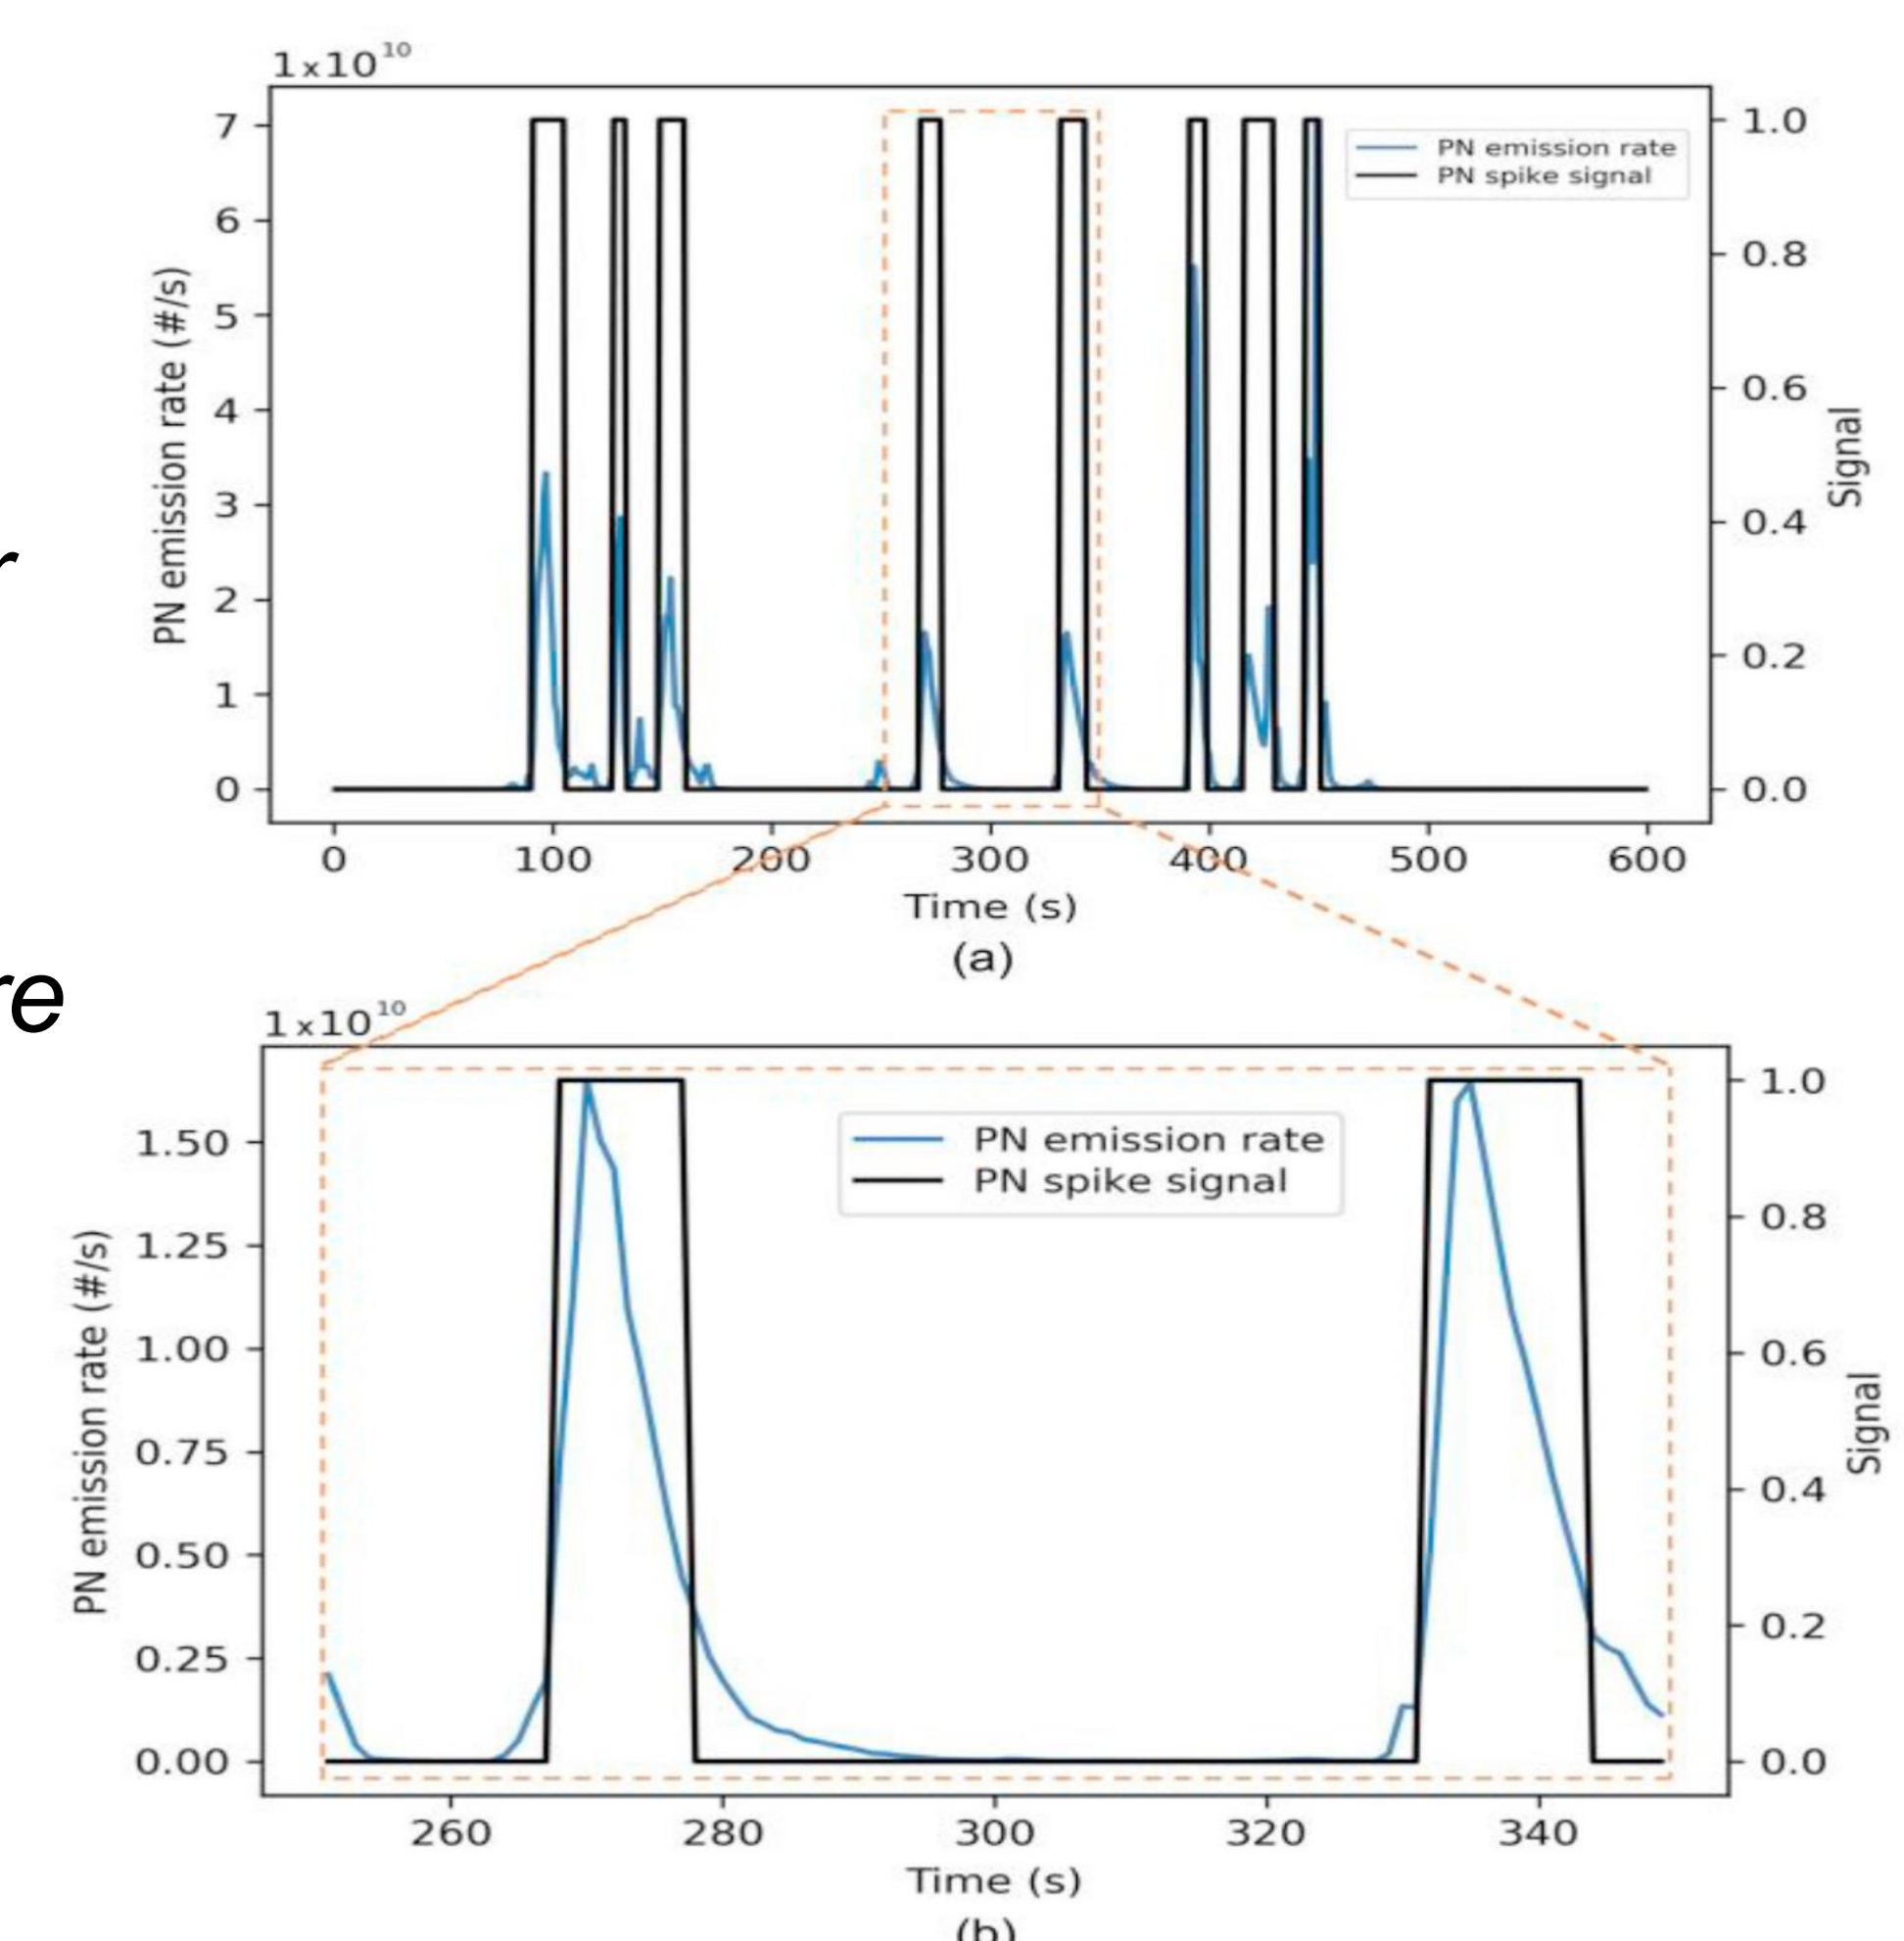 1x10^10
7
6
5
4
3
2
1
0
PN emission rate (#/s)
PN emission rate
PN spike signal
1.0
0.8
0.6
0.4
0.2
0.0
Signal
r
0 100 200 300 400 500 600
Time (s)
(a)
re
1x10^10
1.50
1.25
1.00
0.75
0.50
0.25
0.00
PN emission rate (#/s)
PN emission rate
PN spike signal
1.0
0.8
0.6
0.4
0.2
0.0
Signal
260 280 300 320 340
Time (s)
(b)